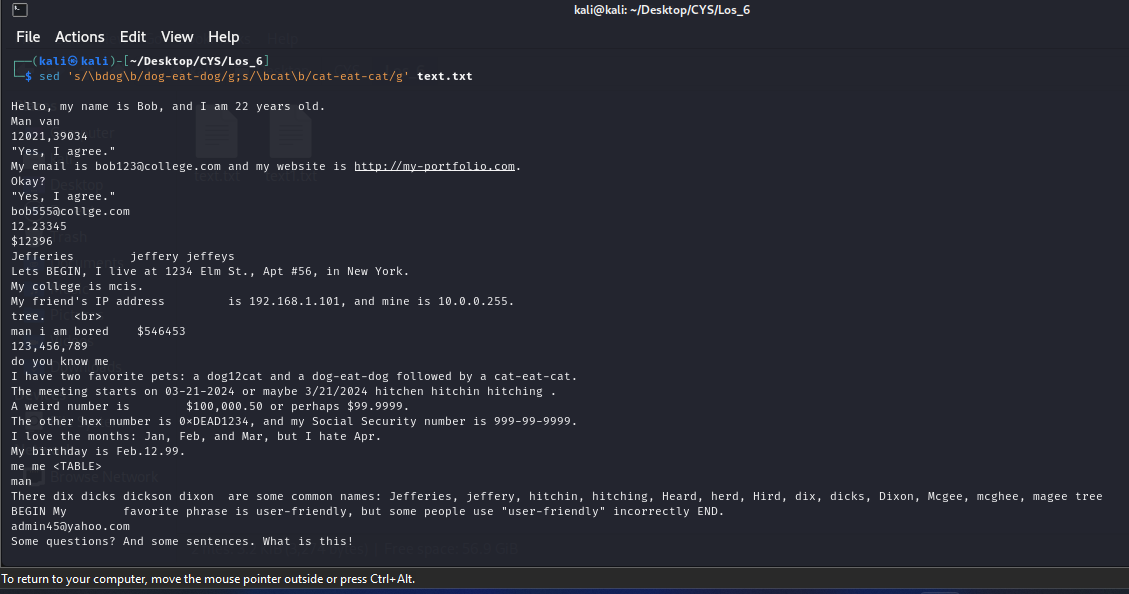 kali@kali: ~/Desktop/CYS/Los_6
File Actions Edit View Help
(kali㉿kali)-[~/Desktop/CYS/Los_6]
$ sed 's/\bdog\b/dog-eat-dog/g;s/\bcat\b/cat-eat-cat/g' text.txt
Hello, my name is Bob, and I am 22 years old.
Man van
12021,39034
"Yes, I agree."
My email is bob123@college.com and my website is http://my-portfolio.com.
Okay?
"Yes, I agree."
bob555@collge.com
12.23345
$12396
Jefferies        jeffery jeffeys
Lets BEGIN, I live at 1234 Elm St., Apt #56, in New York.
My college is mcis.
My friend's IP address         is 192.168.1.101, and mine is 10.0.0.255.
tree.    <br>
man i am bored    $546453
123,456,789
do you know me
I have two favorite pets: a dog12cat and a dog-eat-dog followed by a cat-eat-cat.
The meeting starts on 03-21-2024 or maybe 3/21/2024 hitchen hitchin hitching .
A weird number is        $100,000.50 or perhaps $99.9999.
The other hex number is 0×DEAD1234, and my Social Security number is 999-99-9999.
I love the months: Jan, Feb, and Mar, but I hate Apr.
My birthday is Feb.12.99.
me me <TABLE>
man
There dix dicks dickson dixon  are some common names: Jefferies, jeffery, hitchin, hitching, Heard, herd, Hird, dix, dicks, Dixon, Mcgee, mcghee, magee tree
BEGIN My        favorite phrase is user-friendly, but some people use "user-friendly" incorrectly END.
admin45@yahoo.com
Some questions? And some sentences. What is this!
To return to your computer, move the mouse pointer outside or press Ctrl+Alt.